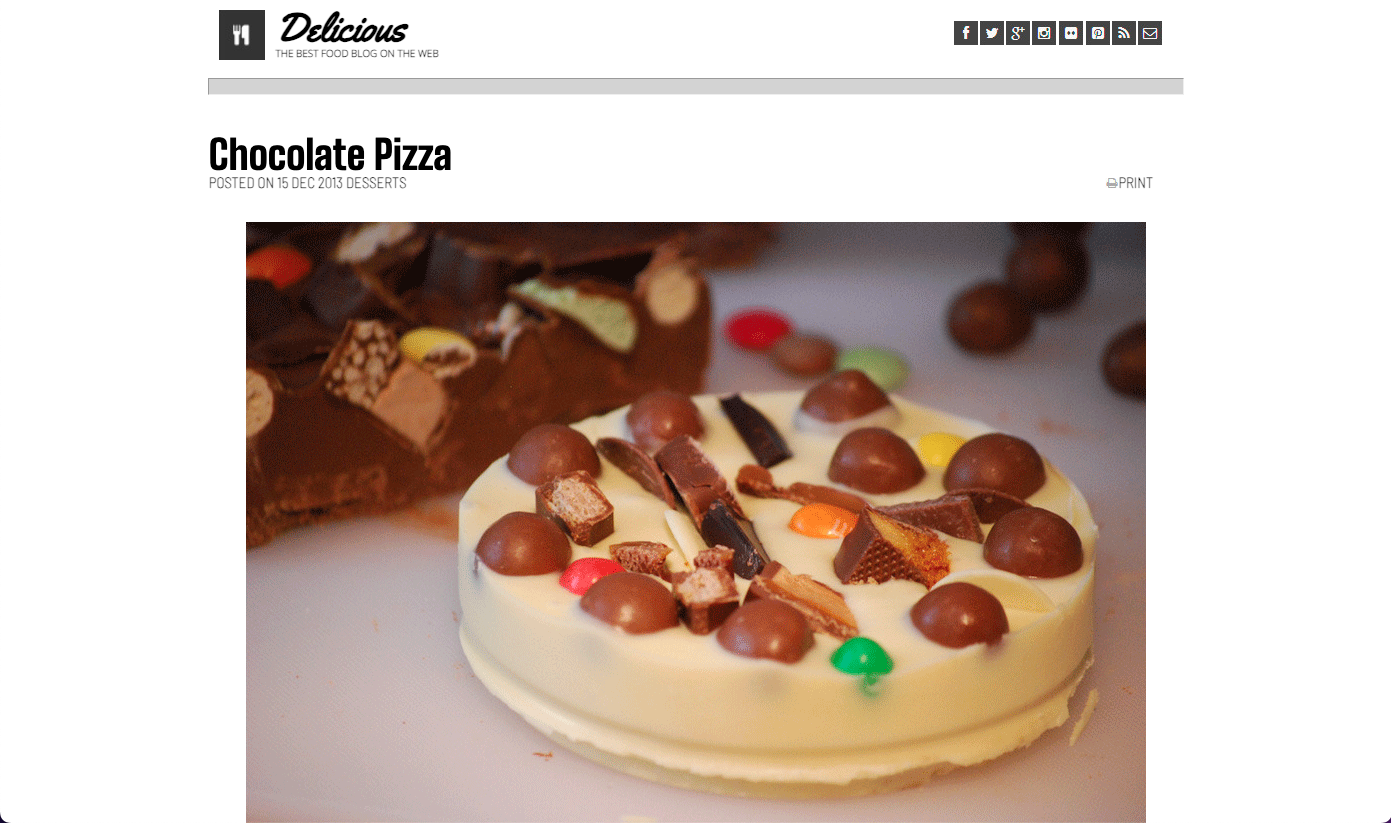 Delicious
THE BEST FOOD BLOG ON THE WEB
Chocolate Pizza
POSTED ON 15 DEC 2013 DESSERTS
PRINT